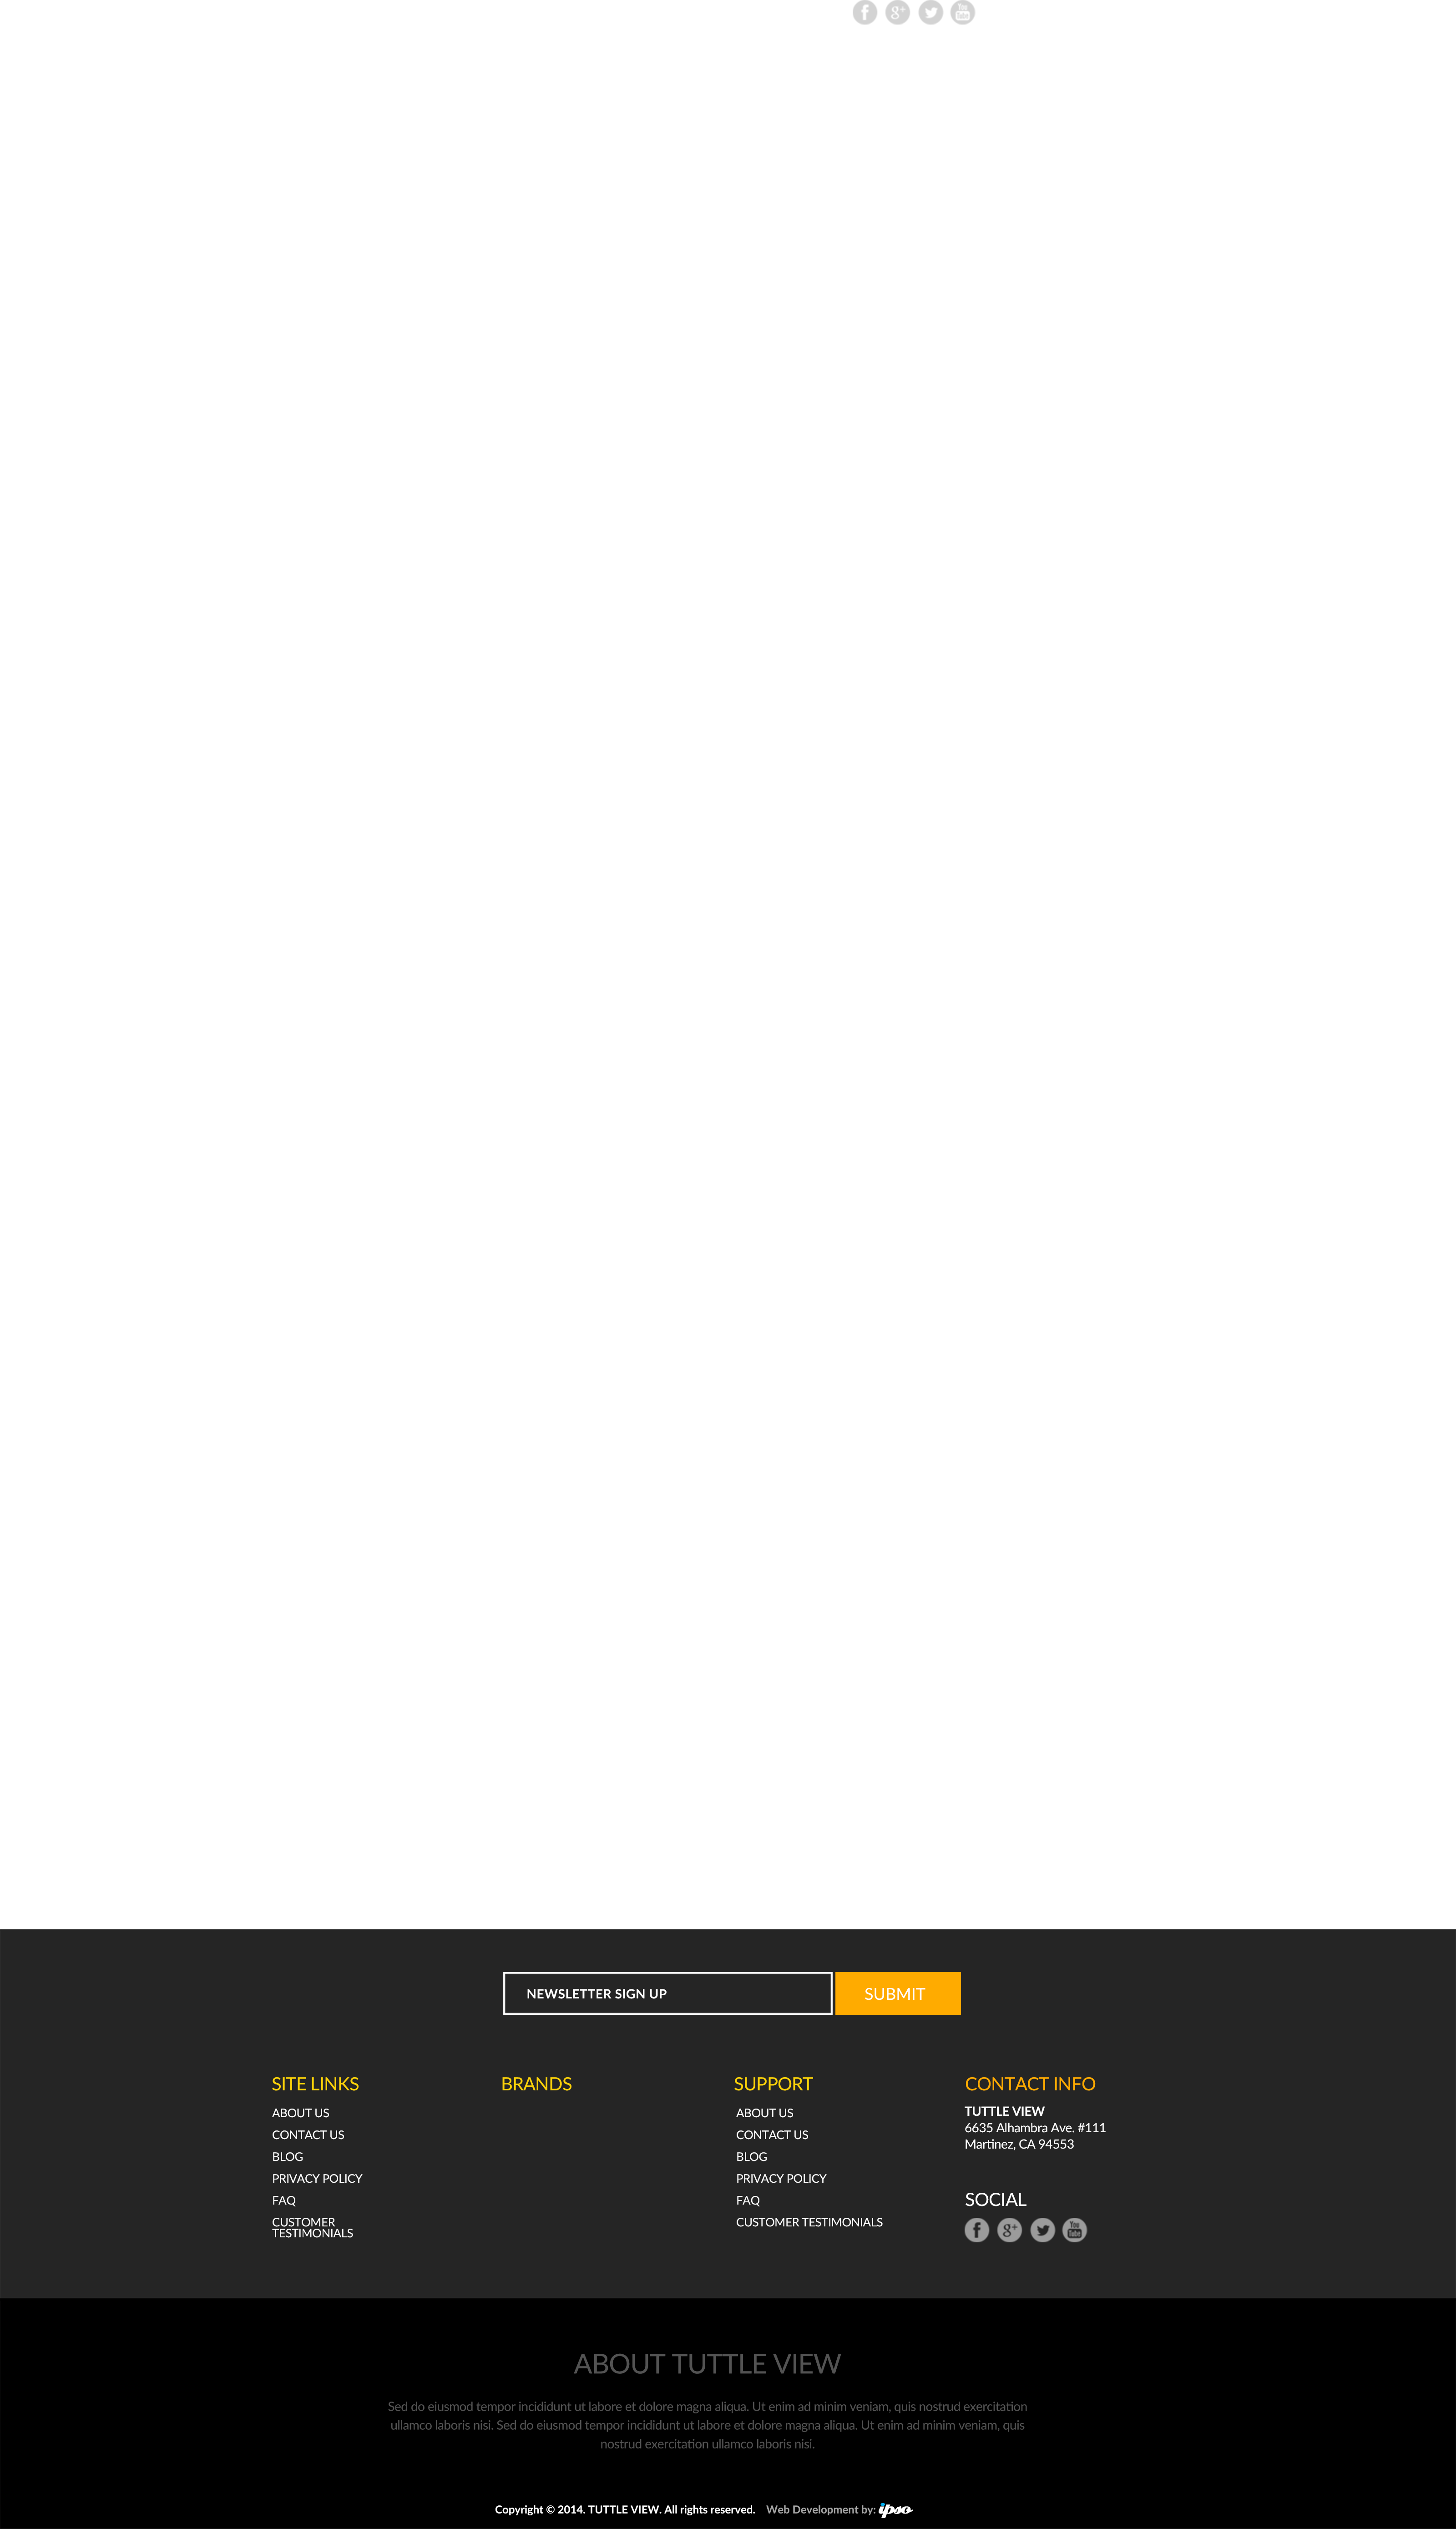 NEWSLETTER SIGN UP
SUBMIT
SITE LINKS
ABOUT US
CONTACT US
BLOG
PRIVACY POLICY
FAQ
CUSTOMER
TESTIMONIALS
BRANDS
SUPPORT
ABOUT US
CONTACT US
BLOG
PRIVACY POLICY
FAQ
CUSTOMER TESTIMONIALS
CONTACT INFO
TUTTLE VIEW
6635 Alhambra Ave. #111
Martinez, CA 94553
SOCIAL
ABOUT TUTTLE VIEW
Sed do eiusmod tempor incididunt ut labore et dolore magna aliqua. Ut enim ad minim veniam, quis nostrud exercitation
ullamco laboris nisi. Sed do eiusmod tempor incididunt ut labore et dolore magna aliqua. Ut enim ad minim veniam, quis
nostrud exercitation ullamco laboris nisi.
Copyright © 2014. TUTTLE VIEW. All rights reserved. Web Development by: